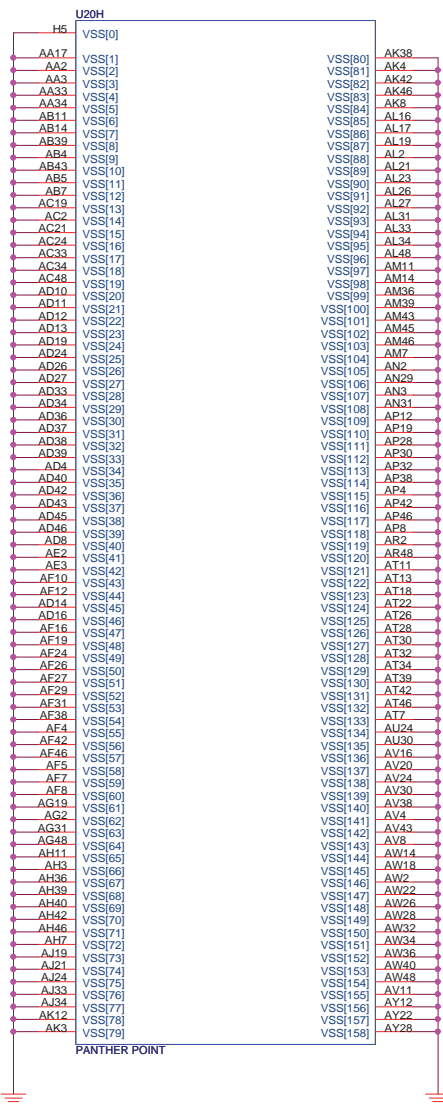 U20H
H5 VSS[0]
AA17 VSS[1] VSS[80] AK38
AA2 VSS[2] VSS[81] AK4
AA3 VSS[3] VSS[82] AK42
AA33 VSS[4] VSS[83] AK46
AA34 VSS[5] VSS[84] AK8
AB11 VSS[6] VSS[85] AL16
AB14 VSS[7] VSS[86] AL17
AB39 VSS[8] VSS[87] AL19
AB4 VSS[9] VSS[88] AL2
AB43 VSS[10] VSS[89] AL21
AB5 VSS[11] VSS[90] AL23
AB7 VSS[12] VSS[91] AL26
AC19 VSS[13] VSS[92] AL27
AC2 VSS[14] VSS[93] AL31
AC21 VSS[15] VSS[94] AL33
AC24 VSS[16] VSS[95] AL34
AC33 VSS[17] VSS[96] AL48
AC34 VSS[18] VSS[97] AM11
AC48 VSS[19] VSS[98] AM14
AD10 VSS[20] VSS[99] AM36
AD11 VSS[21] VSS[100] AM39
AD12 VSS[22] VSS[101] AM43
AD13 VSS[23] VSS[102] AM45
AD19 VSS[24] VSS[103] AM46
AD24 VSS[25] VSS[104] AM7
AD26 VSS[26] VSS[105] AN2
AD27 VSS[27] VSS[106] AN29
AD33 VSS[28] VSS[107] AN3
AD34 VSS[29] VSS[108] AN31
AD36 VSS[30] VSS[109] AP12
AD37 VSS[31] VSS[110] AP19
AD38 VSS[32] VSS[111] AP28
AD39 VSS[33] VSS[112] AP30
AD4 VSS[34] VSS[113] AP32
AD40 VSS[35] VSS[114] AP38
AD42 VSS[36] VSS[115] AP4
AD43 VSS[37] VSS[116] AP42
AD45 VSS[38] VSS[117] AP46
AD46 VSS[39] VSS[118] AP8
AD8 VSS[40] VSS[119] AR2
AE2 VSS[41] VSS[120] AR48
AE3 VSS[42] VSS[121] AT11
AF10 VSS[43] VSS[122] AT13
AF12 VSS[44] VSS[123] AT18
AD14 VSS[45] VSS[124] AT22
AD16 VSS[46] VSS[125] AT26
AF16 VSS[47] VSS[126] AT28
AF19 VSS[48] VSS[127] AT30
AF24 VSS[49] VSS[128] AT32
AF26 VSS[50] VSS[129] AT34
AF27 VSS[51] VSS[130] AT39
AF29 VSS[52] VSS[131] AT42
AF31 VSS[53] VSS[132] AT46
AF38 VSS[54] VSS[133] AT7
AF4 VSS[55] VSS[134] AU24
AF42 VSS[56] VSS[135] AU30
AF46 VSS[57] VSS[136] AV16
AF5 VSS[58] VSS[137] AV20
AF7 VSS[59] VSS[138] AV24
AF8 VSS[60] VSS[139] AV30
AG19 VSS[61] VSS[140] AV38
AG2 VSS[62] VSS[141] AV4
AG31 VSS[63] VSS[142] AV43
AG48 VSS[64] VSS[143] AV8
AH11 VSS[65] VSS[144] AW14
AH3 VSS[66] VSS[145] AW18
AH36 VSS[67] VSS[146] AW2
AH39 VSS[68] VSS[147] AW22
AH40 VSS[69] VSS[148] AW26
AH42 VSS[70] VSS[149] AW28
AH46 VSS[71] VSS[150] AW32
AH7 VSS[72] VSS[151] AW34
AJ19 VSS[73] VSS[152] AW36
AJ21 VSS[74] VSS[153] AW40
AJ24 VSS[75] VSS[154] AW48
AJ33 VSS[76] VSS[155] AV11
AJ34 VSS[77] VSS[156] AY12
AK12 VSS[78] VSS[157] AY22
AK3 VSS[79] VSS[158] AY28
PANTHER POINT